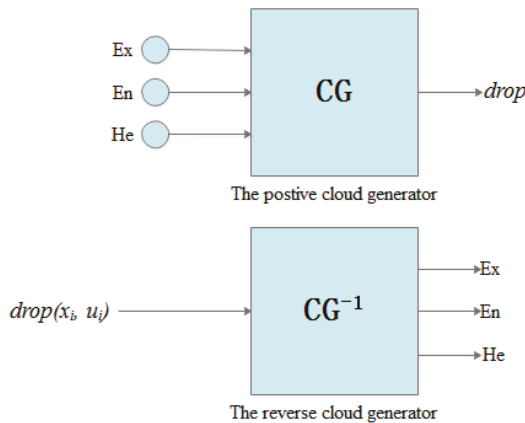 Ex
En
He
CG
drop
The postive cloud generator
drop(xᵢ, uᵢ)
CG⁻¹
Ex
En
He
The reverse cloud generator